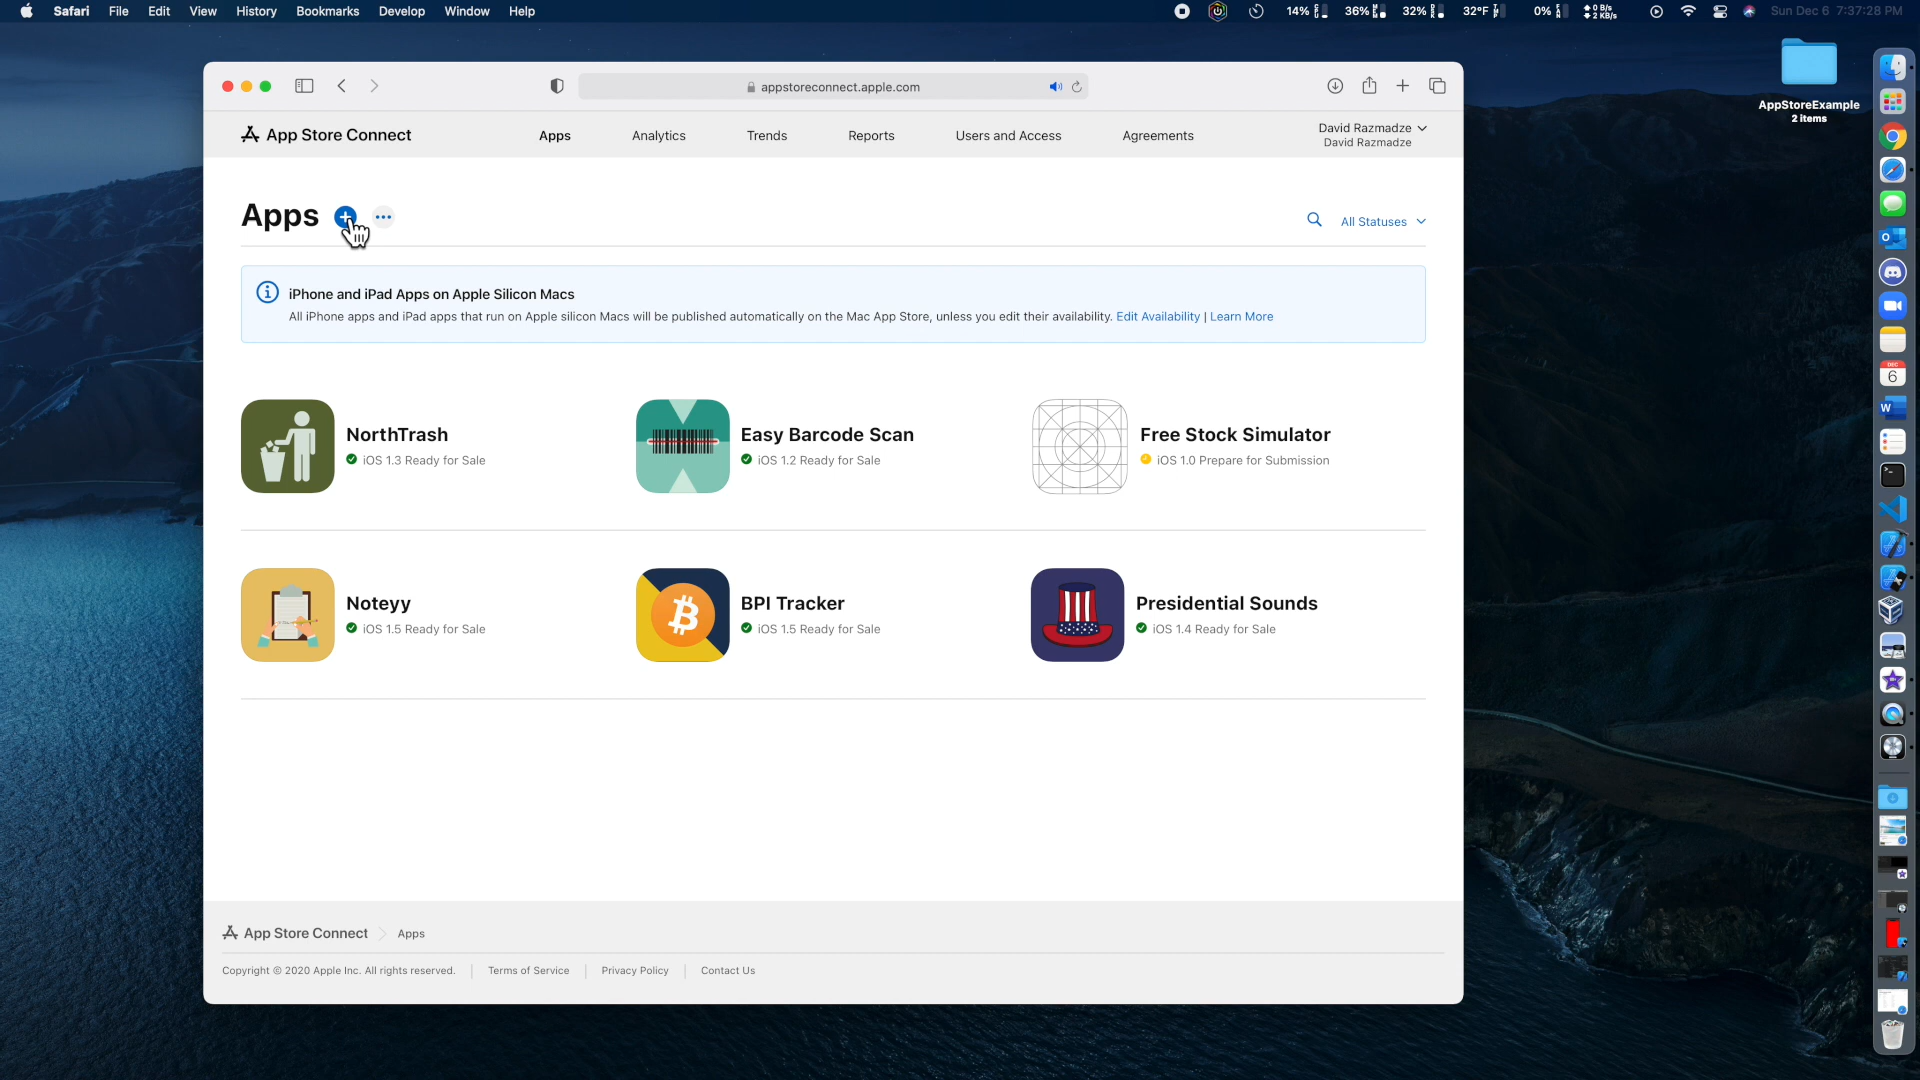 Safari File Edit View History Bookmarks Develop Window Help
14% 36% 32% 32°F 0% 0 B/s
2 KB/s
Sun Dec 6 7:37:28 PM
AppStoreExample
2 items
appstoreconnect.apple.com
App Store Connect Apps Analytics Trends Reports Users and Access Agreements
David Razmadze
David Razmadze
Apps
All Statuses
iPhone and iPad Apps on Apple Silicon Macs
All iPhone apps and iPad apps that run on Apple silicon Macs will be published automatically on the Mac App Store, unless you edit their availability. Edit Availability | Learn More
NorthTrash
iOS 1.3 Ready for Sale
Easy Barcode Scan
iOS 1.2 Ready for Sale
Free Stock Simulator
iOS 1.0 Prepare for Submission
Noteyy
iOS 1.5 Ready for Sale
BPI Tracker
iOS 1.5 Ready for Sale
Presidential Sounds
iOS 1.4 Ready for Sale
App Store Connect Apps
Copyright © 2020 Apple Inc. All rights reserved. Terms of Service Privacy Policy Contact Us
DEC
6